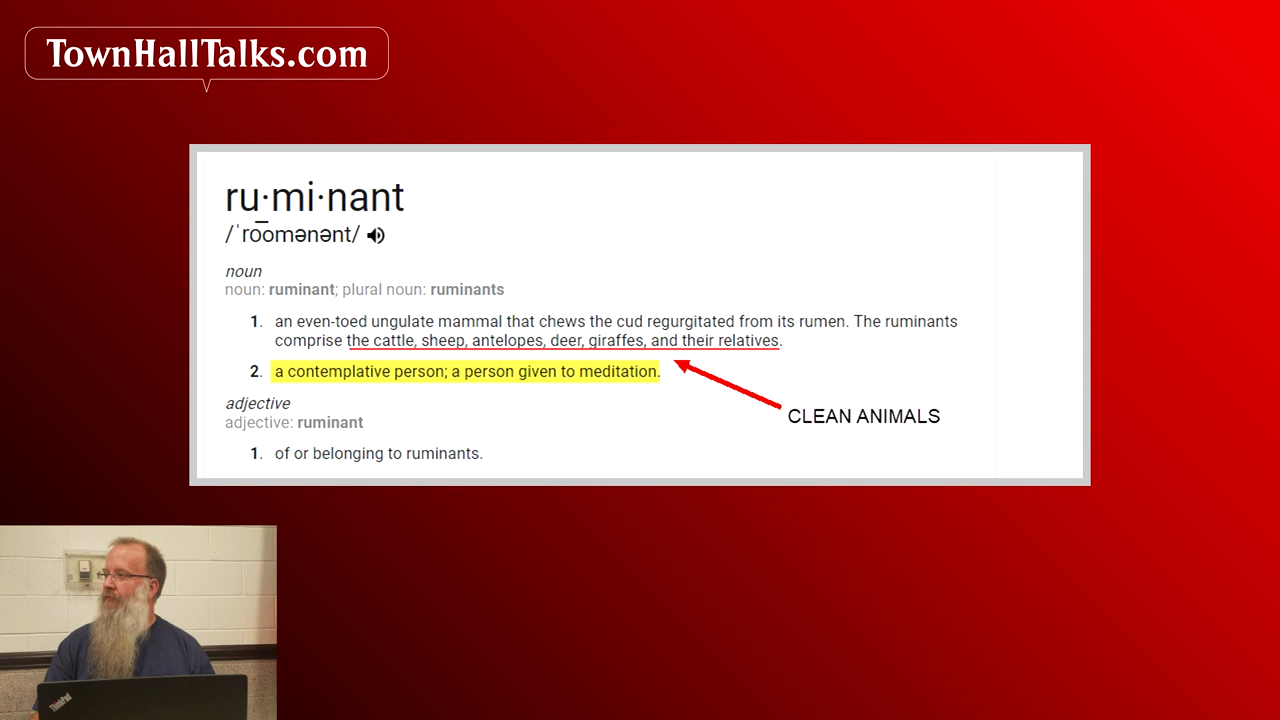 TownHallTalks.com
ru·mi·nant
/ˈro͞omənənt/
noun
noun: ruminant; plural noun: ruminants
1. an even-toed ungulate mammal that chews the cud regurgitated from its rumen. The ruminants
comprise the cattle, sheep, antelopes, deer, giraffes, and their relatives.
2. a contemplative person; a person given to meditation.
CLEAN ANIMALS
adjective
adjective: ruminant
1. of or belonging to ruminants.
ThinkPad